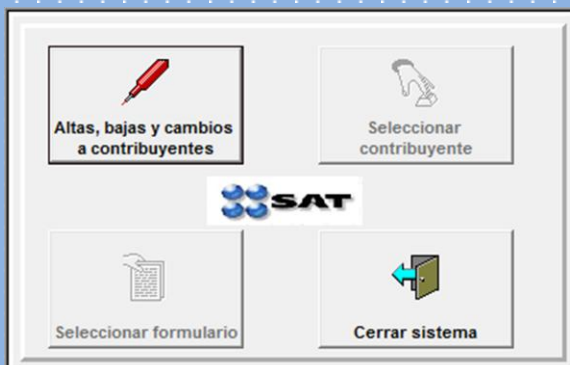 Altas, bajas y cambios
a contribuyentes
Seleccionar
contribuyente
SAT
Seleccionar formulario
Cerrar sistema